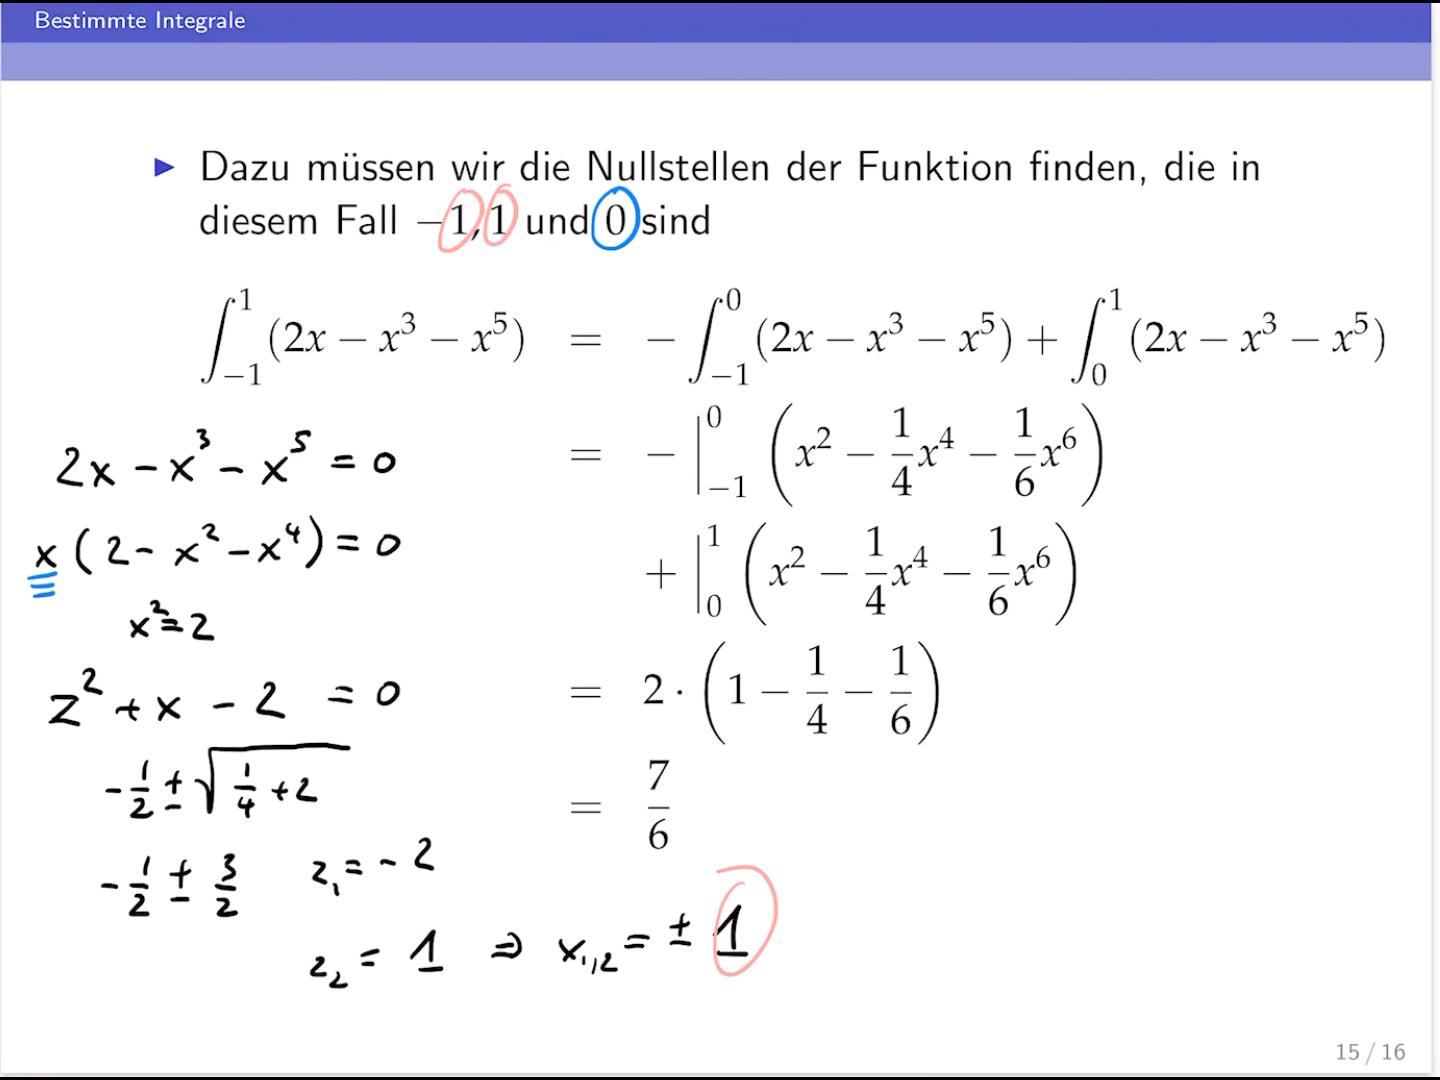 Bestimmte Integrale
▶ Dazu müssen wir die Nullstellen der Funktion finden, die in
diesem Fall −1, 1 und 0 sind
∫_{−1}^{1} (2x − x³ − x⁵) = − ∫_{−1}^{0} (2x − x³ − x⁵) + ∫_{0}^{1} (2x − x³ − x⁵)
= − |_{−1}^{0} (x² − 1/4 x⁴ − 1/6 x⁶)
+ |_{0}^{1} (x² − 1/4 x⁴ − 1/6 x⁶)
= 2 · (1 − 1/4 − 1/6)
= 7/6
2x − x³ − x⁵ = 0
x (2 − x² − x⁴) = 0
x² = 2
z² + x − 2 = 0
− 1/2 ± √(1/4 + 2)
− 1/2 ± 3/2 z₁ = − 2
z₂ = 1 ⇒ x₁,₂ = ± 1
15 / 16